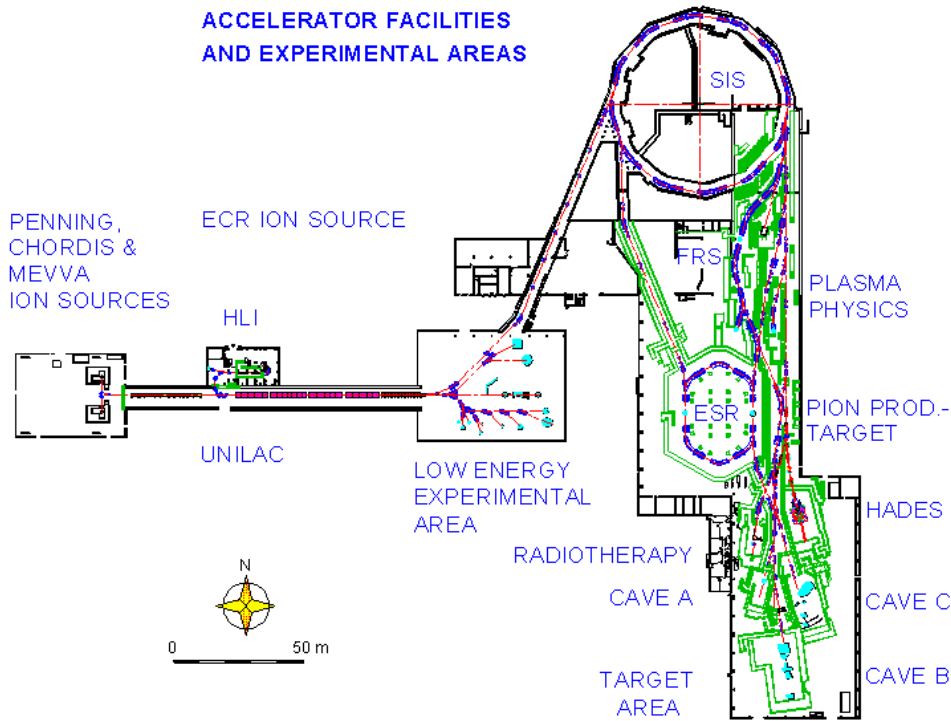 ACCELERATOR FACILITIES
AND EXPERIMENTAL AREAS
SIS
PENNING,
CHORDIS &
MEVVA
ION SOURCES
ECR ION SOURCE
FRS
PLASMA
PHYSICS
HLI
ESR
PION PROD.-
TARGET
UNILAC
LOW ENERGY
EXPERIMENTAL
AREA
HADES
RADIOTHERAPY
N
CAVE A
CAVE C
0 50 m
TARGET
AREA
CAVE B